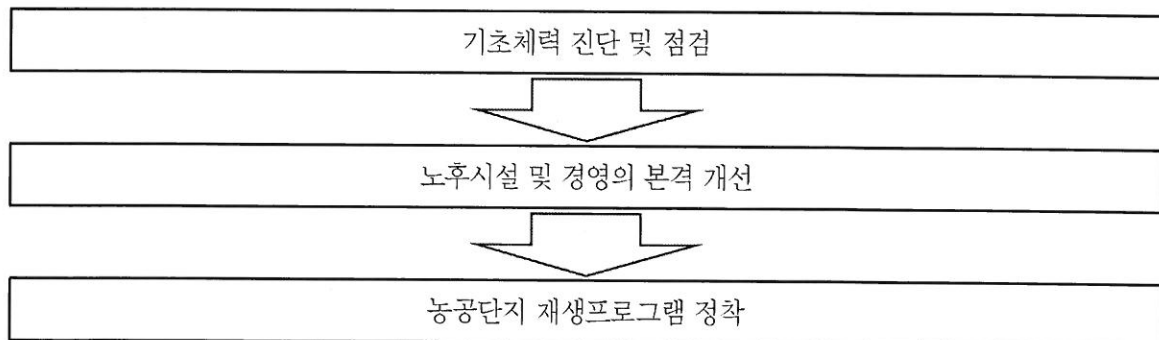 기초체력 진단 및 점검
노후시설 및 경영의 본격 개선
농공단지 재생프로그램 정착